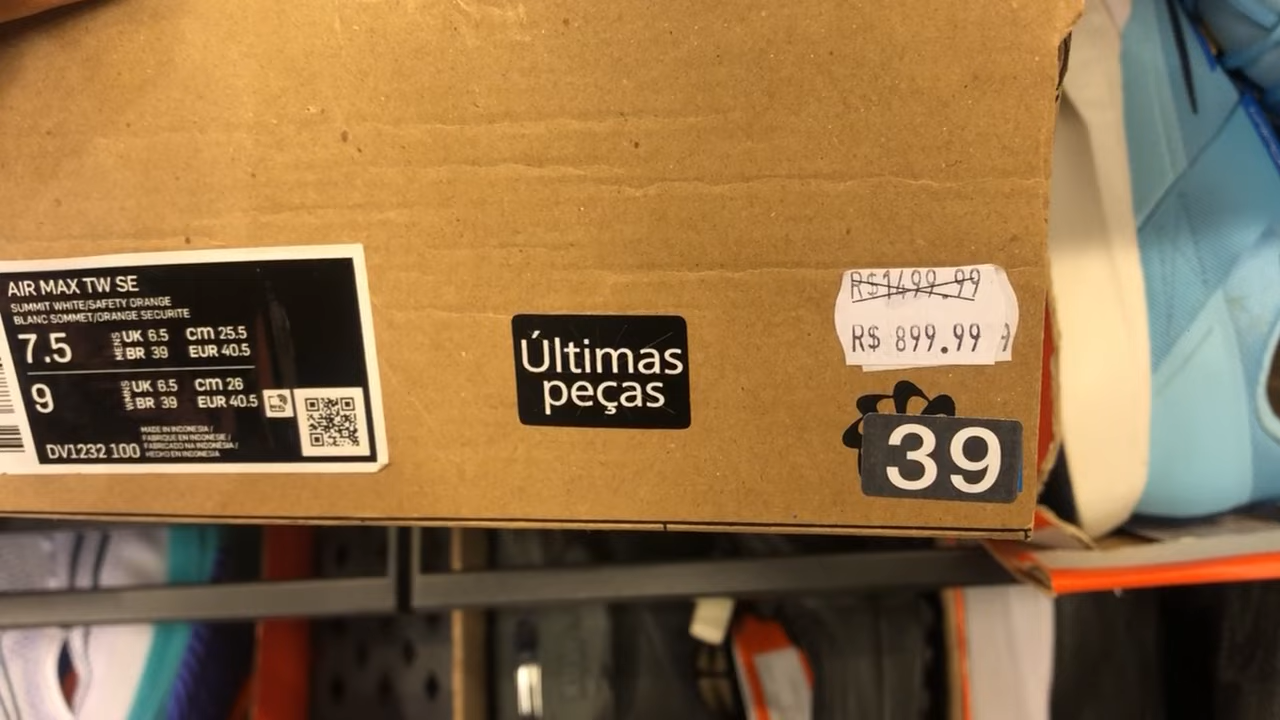 AIR MAX TW SE
SUMMIT WHITE/SAFETY ORANGE
BLANC SOMMET/ORANGE SECURITE
7.5 MENS UK 6.5 CM 25.5
BR 39 EUR 40.5
9 WMNS UK 6.5 CM 26
BR 39 EUR 40.5
MADE IN INDONESIA /
FABRIQUE EN INDONESIE /
FABRICADO NA INDONÉSIA /
HECHO EN INDONESIA
DV1232 100
Últimas
peças
R$1499.99
R$ 899.99
39